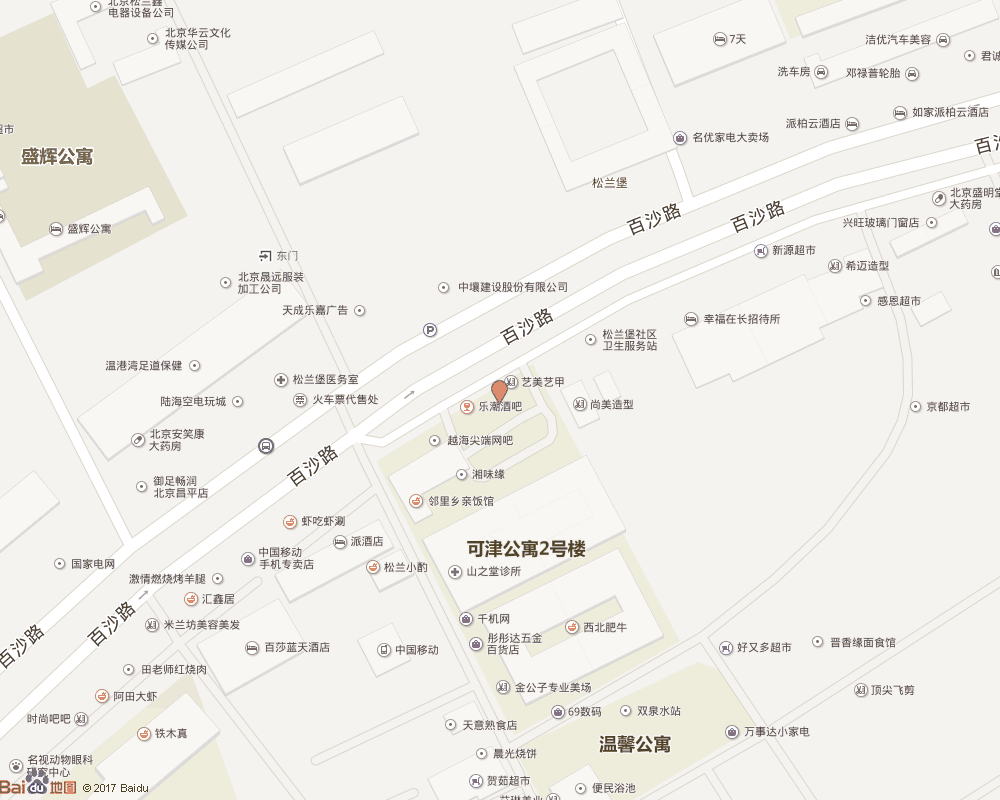 北京松兰鑫
电器设备公司
北京华云文化
传媒公司
7天
洁优汽车美容
君诚
洗车房
邓禄普轮胎
如家派柏云酒店
派柏云酒店
超市
名优家电大卖场
百沙
盛辉公寓
松兰堡
北京盛明堂
大药房
百沙路
百沙路
兴旺玻璃门窗店
盛辉公寓
新源超市
东门
希迈造型
北京晨远服装
加工公司
中壤建设股份有限公司
感恩超市
天成乐嘉广告
幸福在长招待所
百沙路
松兰堡社区
卫生服务站
温港湾足道保健
松兰堡医务室
艺美艺甲
陆海空电玩城
火车票代售处
乐潮酒吧
尚美造型
京都超市
北京安笑康
大药房
越海尖端网吧
百沙路
湘味缘
御足畅润
北京昌平店
邻里乡亲饭馆
虾吃虾涮
派酒店
可津公寓2号楼
中国移动
手机专卖店
国家电网
松兰小酌
山之堂诊所
激情燃烧烤羊腿
汇鑫居
百沙路
米兰坊美容美发
千机网
西北肥牛
百沙路
彤彤达五金
百货店
百莎蓝天酒店
中国移动
好又多超市
晋香缘面食馆
田老师红烧肉
金公子专业美场
顶尖飞剪
阿田大虾
69数码
双泉水站
时尚吧吧
天意熟食店
万事达小家电
铁木真
温馨公寓
晨光烧饼
名视动物眼科
研究中心
贺茹超市
便民浴池
Bai du 地图
© 2017 Baidu